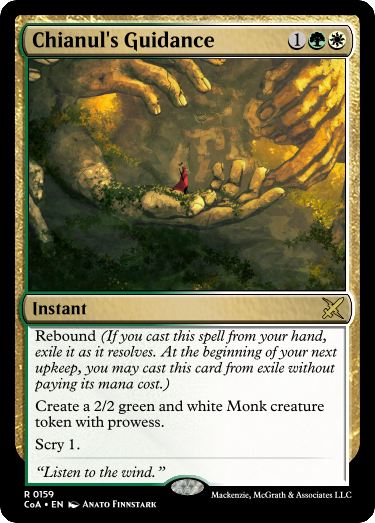 Chianul's Guidance 1
Instant
Rebound (If you cast this spell from your hand,
exile it as it resolves. At the beginning of your next
upkeep, you may cast this card from exile without
paying its mana cost.)
Create a 2/2 green and white Monk creature
token with prowess.
Scry 1.
“Listen to the wind.”
R 0159
CoA • EN Anato Finnstark
Mackenzie, McGrath & Associates LLC